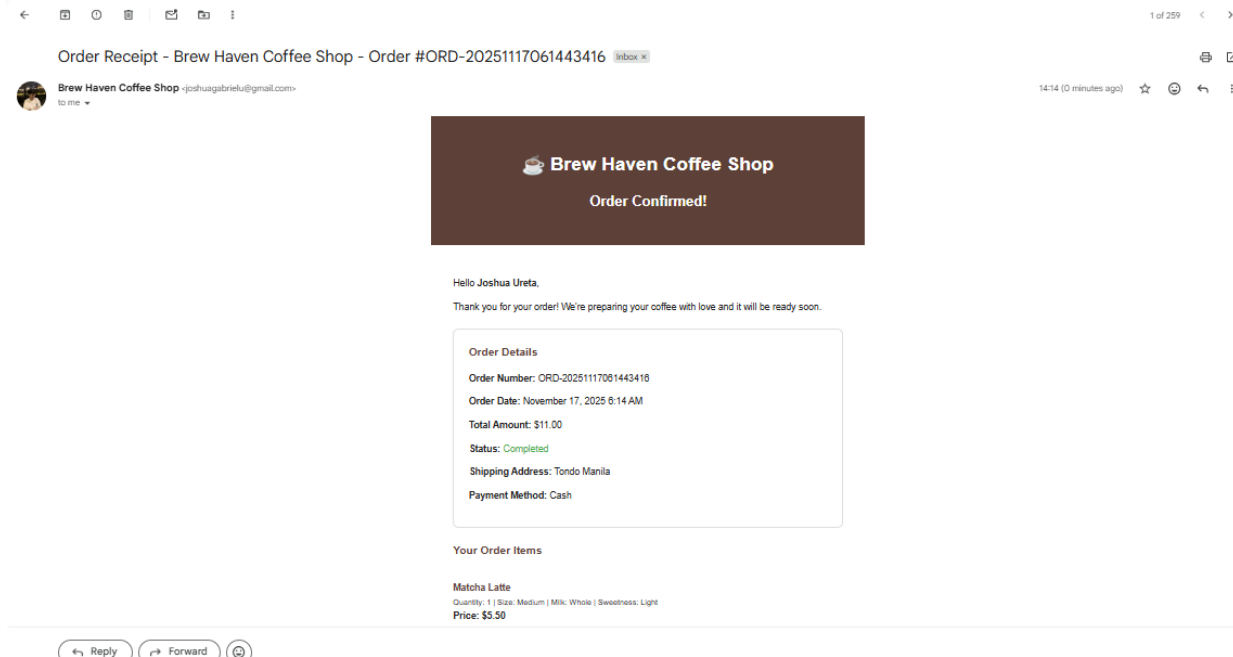 1 of 259
Order Receipt - Brew Haven Coffee Shop - Order #ORD-20251117061443416 Inbox ×
Brew Haven Coffee Shop <joshuagabrielu@gmail.com> 14:14 (0 minutes ago)
to me
☕ Brew Haven Coffee Shop
Order Confirmed!
Hello Joshua Ureta,
Thank you for your order! We're preparing your coffee with love and it will be ready soon.
Order Details
Order Number: ORD-20251117061443416
Order Date: November 17, 2025 6:14 AM
Total Amount: $11.00
Status: Completed
Shipping Address: Tondo Manila
Payment Method: Cash
Your Order Items
Matcha Latte
Quantity: 1 | Size: Medium | Milk: Whole | Sweetness: Light
Price: $5.50
Reply Forward